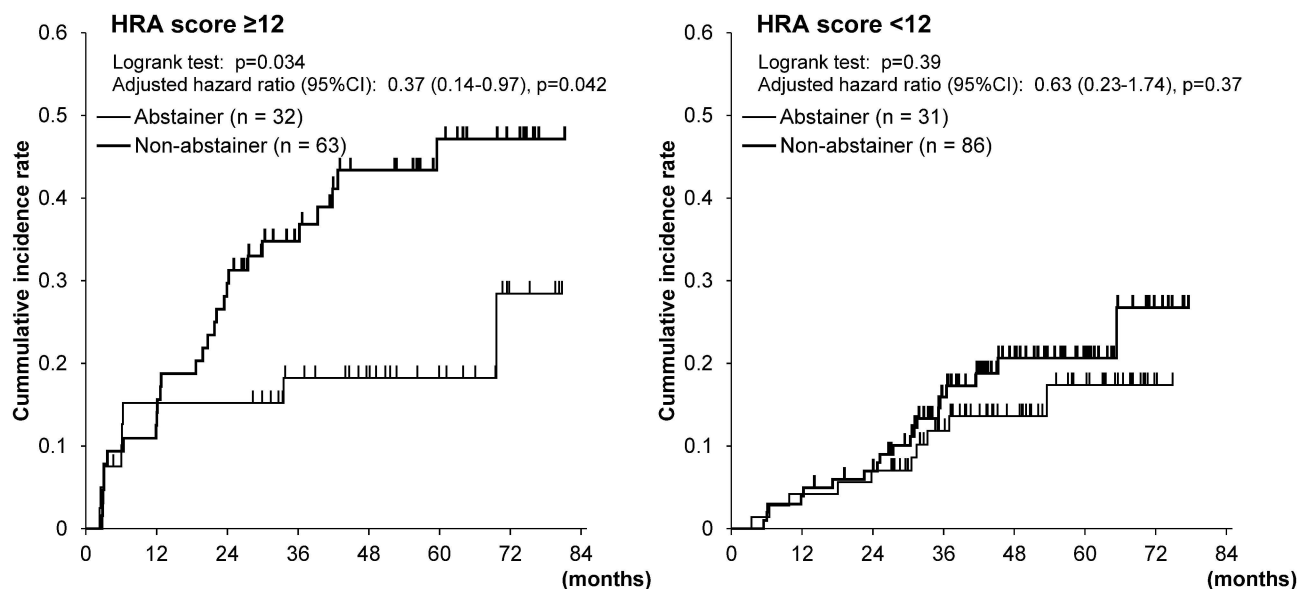 HRA score ≥12
Logrank test: p=0.034
Adjusted hazard ratio (95%CI): 0.37 (0.14-0.97), p=0.042
Abstainer (n = 32)
Non-abstainer (n = 63)
Cummulative incidence rate
0.6
0.5
0.4
0.3
0.2
0.1
0
0 12 24 36 48 60 72 84
(months)
HRA score <12
Logrank test: p=0.39
Adjusted hazard ratio (95%CI): 0.63 (0.23-1.74), p=0.37
Abstainer (n = 31)
Non-abstainer (n = 86)
Cummulative incidence rate
0.6
0.5
0.4
0.3
0.2
0.1
0
0 12 24 36 48 60 72 84
(months)